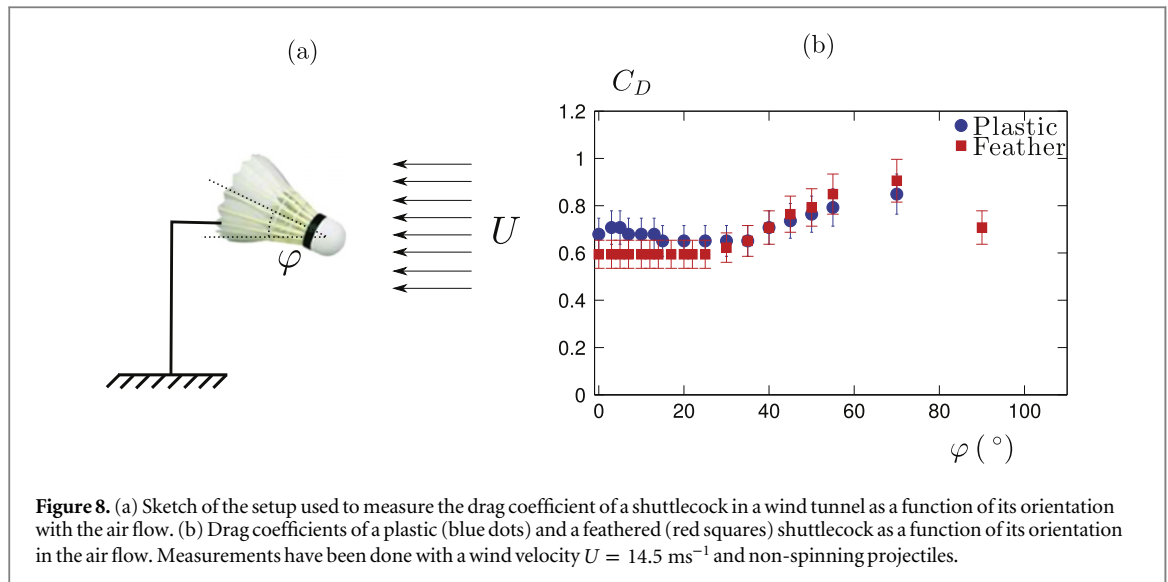 (a)
φ
U
(b)
C_D
1.2
1
0.8
0.6
0.4
0.2
0
0 20 40 60 80 100
φ (°)
Plastic
Feather
Figure 8. (a) Sketch of the setup used to measure the drag coefficient of a shuttlecock in a wind tunnel as a function of its orientation
with the air flow. (b) Drag coefficients of a plastic (blue dots) and a feathered (red squares) shuttlecock as a function of its orientation
in the air flow. Measurements have been done with a wind velocity U = 14.5 ms⁻¹ and non-spinning projectiles.